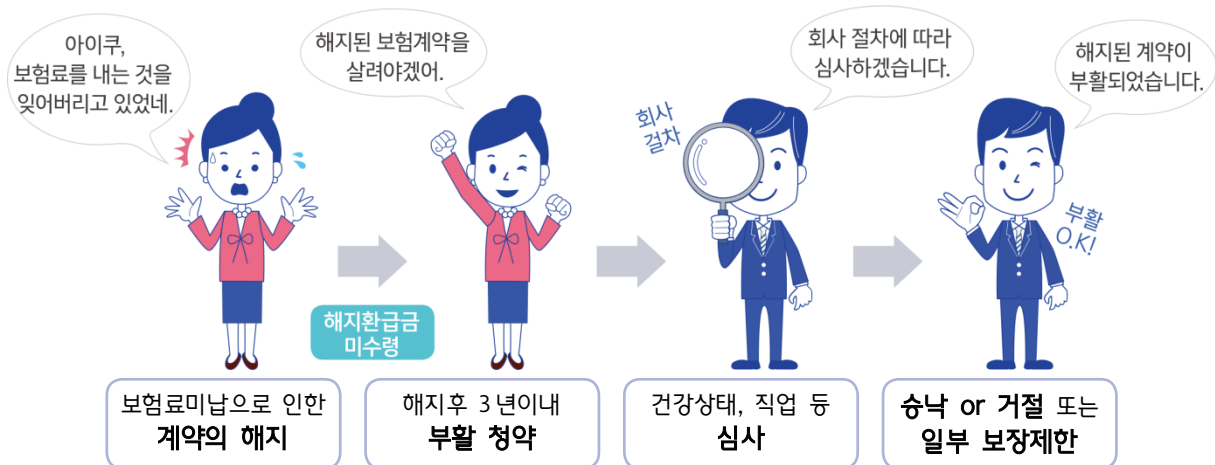 아이쿠,
보험료를 내는 것을
잊어버리고 있었네.
해지된 보험계약을
살려야겠어.
회사 절차에 따라
심사하겠습니다.
해지된 계약이
부활되었습니다.
회사
걸차
부활
O.K!
해지환급금
미수령
보험료미납으로 인한
계약의 해지
해지후 3년이내
부활 청약
건강상태, 직업 등
심사
승낙 or 거절 또는
일부 보장제한